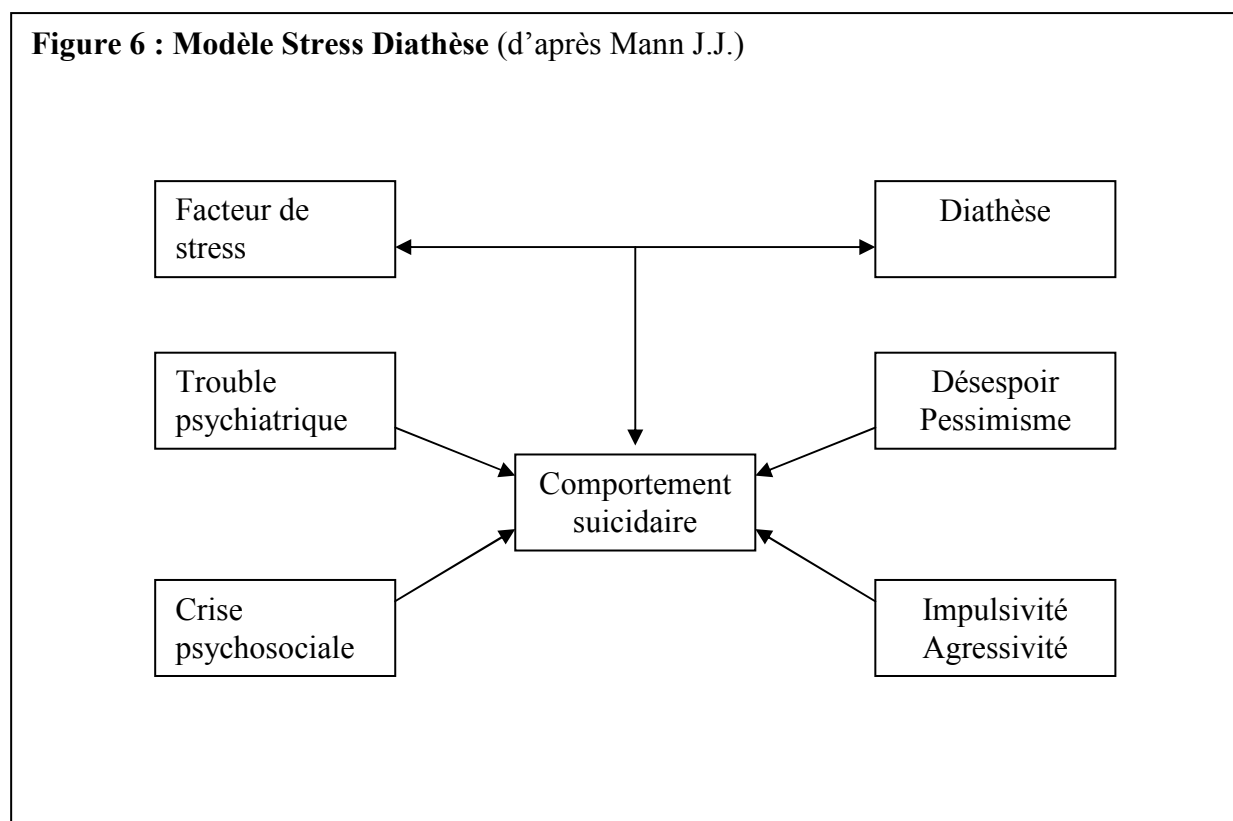 Figure 6 : Modèle Stress Diathèse (d’après Mann J.J.)
Facteur de
stress
Diathèse
Trouble
psychiatrique
Désespoir
Pessimisme
Comportement
suicidaire
Crise
psychosociale
Impulsivité
Agressivité